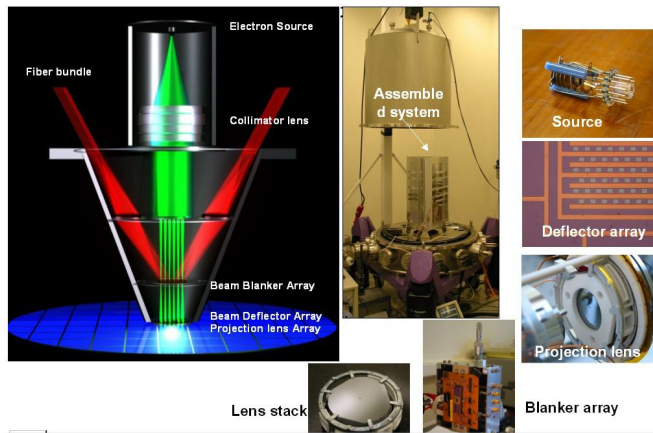 Electron Source
Fiber bundle
Collimator lens
Beam Blanker Array
Beam Deflector Array
Projection lens Array
Assemble
d system
Source
Deflector array
Projection lens
Lens stack
Blanker array